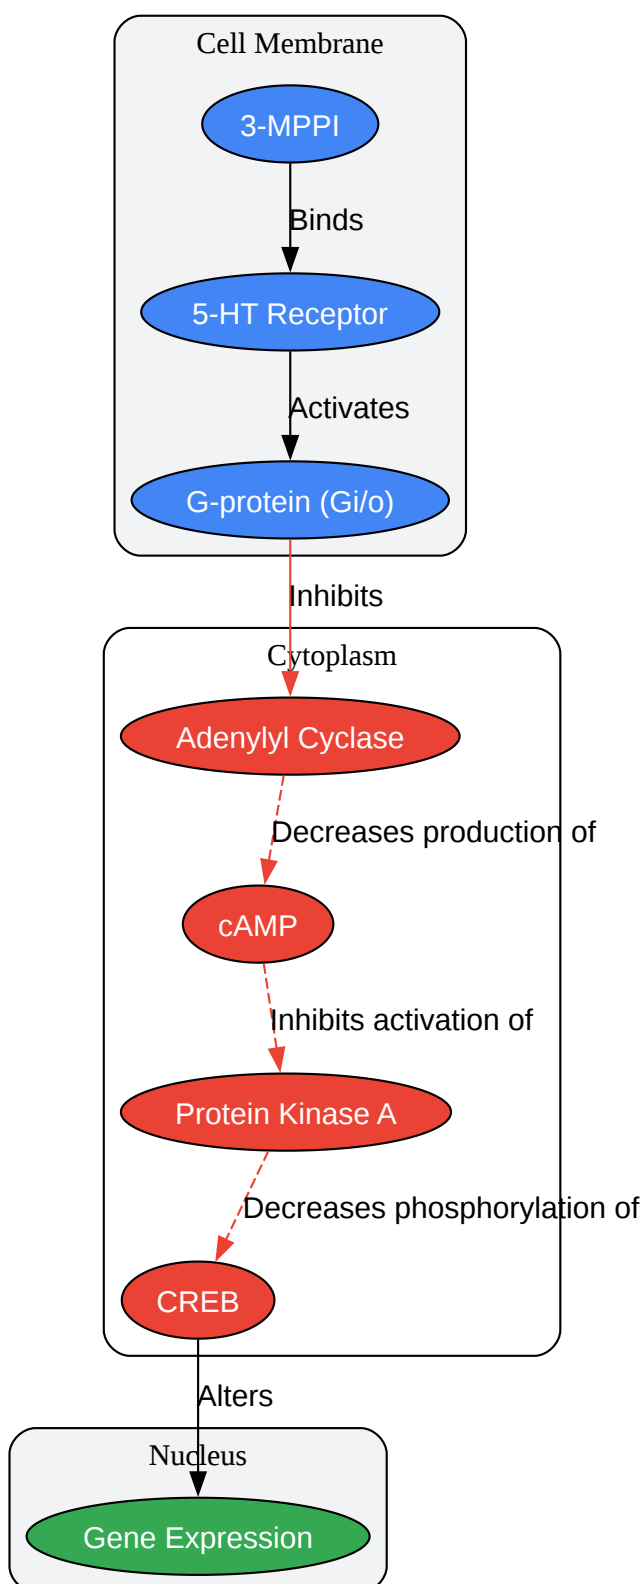 Cell Membrane
3-MPPI
Binds
5-HT Receptor
Activates
G-protein (Gi/o)
Inhibits
Cytoplasm
Adenylyl Cyclase
Decreases production of
cAMP
Inhibits activation of
Protein Kinase A
Decreases phosphorylation of
CREB
Alters
Nucleus
Gene Expression